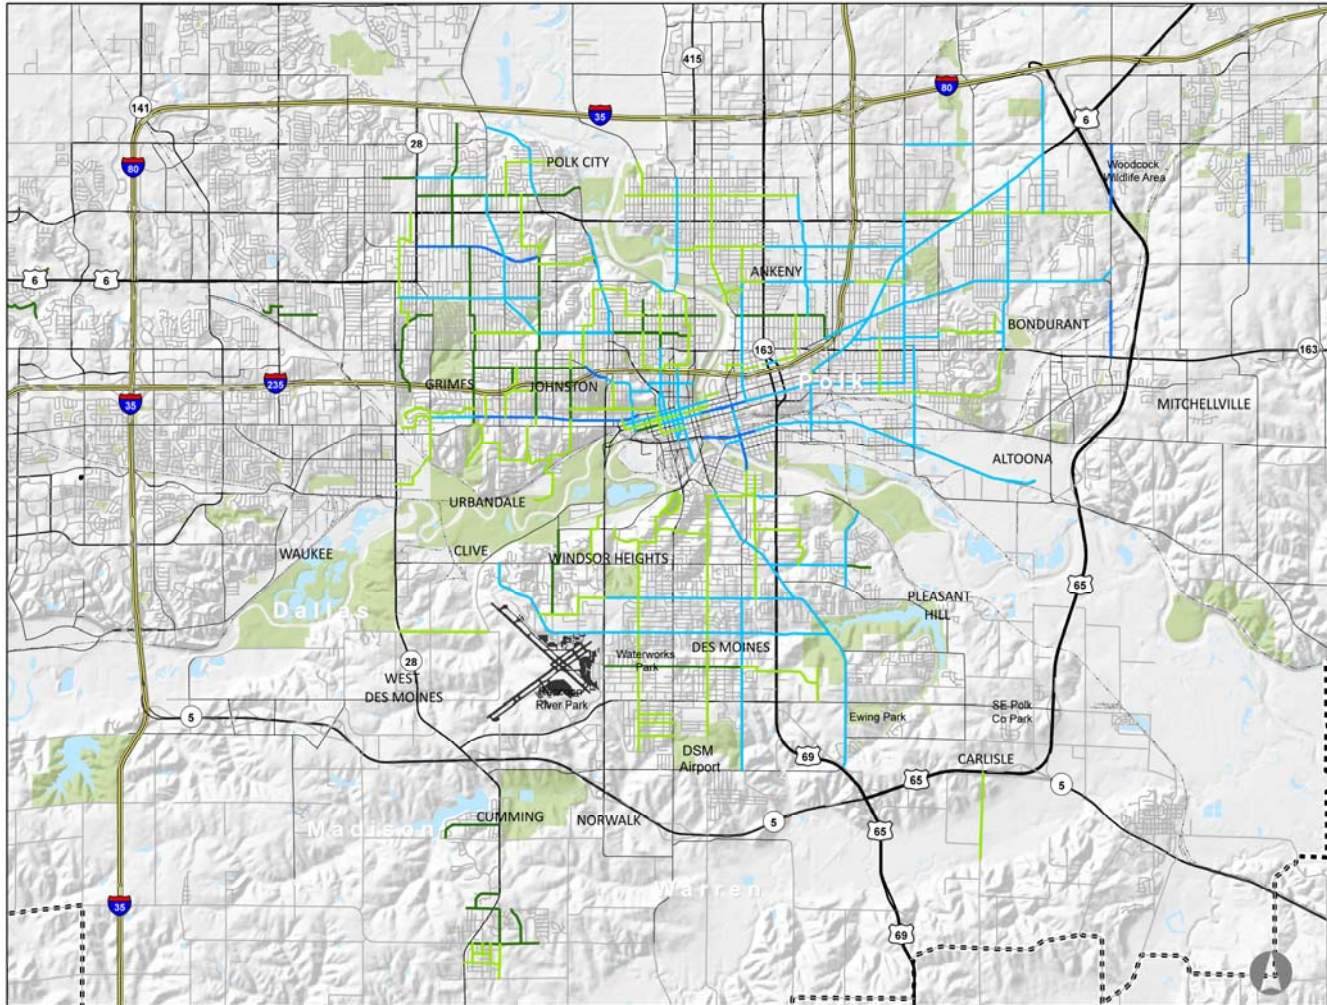 415
80
6
141
35
28
80
POLK CITY
Woodcock
Wildlife Area
6
6
ANKENY
BONDURANT
163
163
235
GRIMES
JOHNSTON
Polk
35
MITCHELLVILLE
ALTOONA
URBANDALE
WAUKEE
CLIVE
WINDSOR HEIGHTS
65
Dallas
PLEASANT
HILL
28
DES MOINES
Waterworks
Park
WEST
DES MOINES
River Park
5
Ewing Park
SE Polk
Co Park
DSM
Airport
69
CARLISLE
65
5
CUMMING
NORWALK
5
65
Madison
Warren
35
69